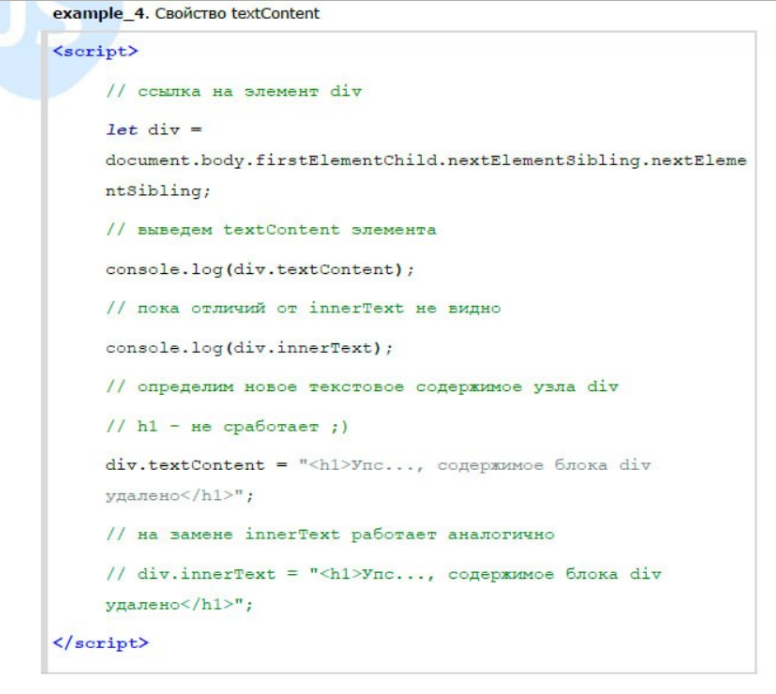 example_4. Свойство textContent
<script>
// ссылка на элемент div
let div =
document.body.firstElementChild.nextElementSibling.nextEleme
ntSibling;
// выведем textContent элемента
console.log(div.textContent);
// пока отличий от innerText не видно
console.log(div.innerText);
// определим новое текстовое содержимое узла div
// h1 - не сработает ;)
div.textContent = "<h1>Упс..., содержимое блока div
удалено</h1>";
// на замене innerText работает аналогично
// div.innerText = "<h1>Упс..., содержимое блока div
удалено</h1>";
</script>